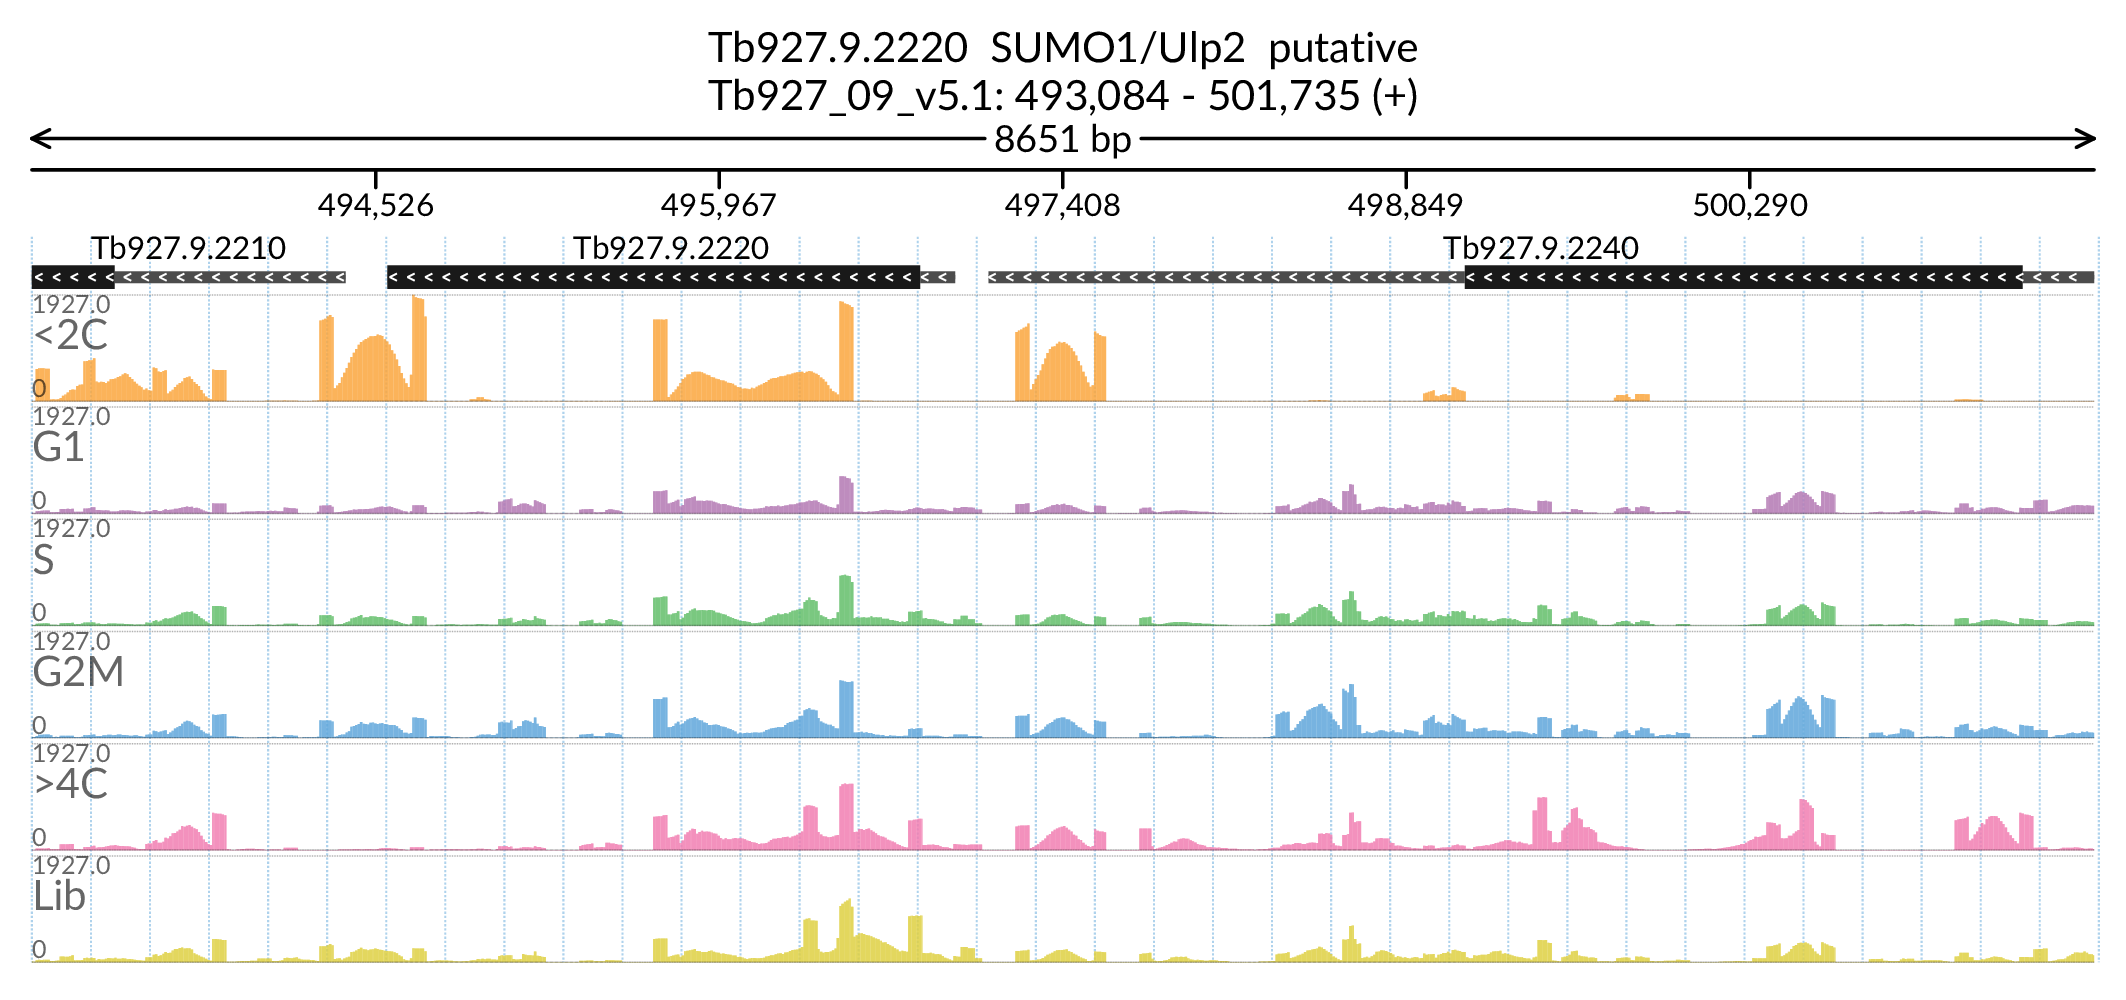 Tb927.9.2220 SUMO1/Ulp2 putative
Tb927_09_v5.1: 493,084 - 501,735 (+)
8651 bp
494,526 495,967 497,408 498,849 500,290
Tb927.9.2210 Tb927.9.2220 Tb927.9.2240
1927.0
<2C
0
1927.0
G1
0
1927.0
S
0
1927.0
G2M
0
1927.0
>4C
0
1927.0
Lib
0